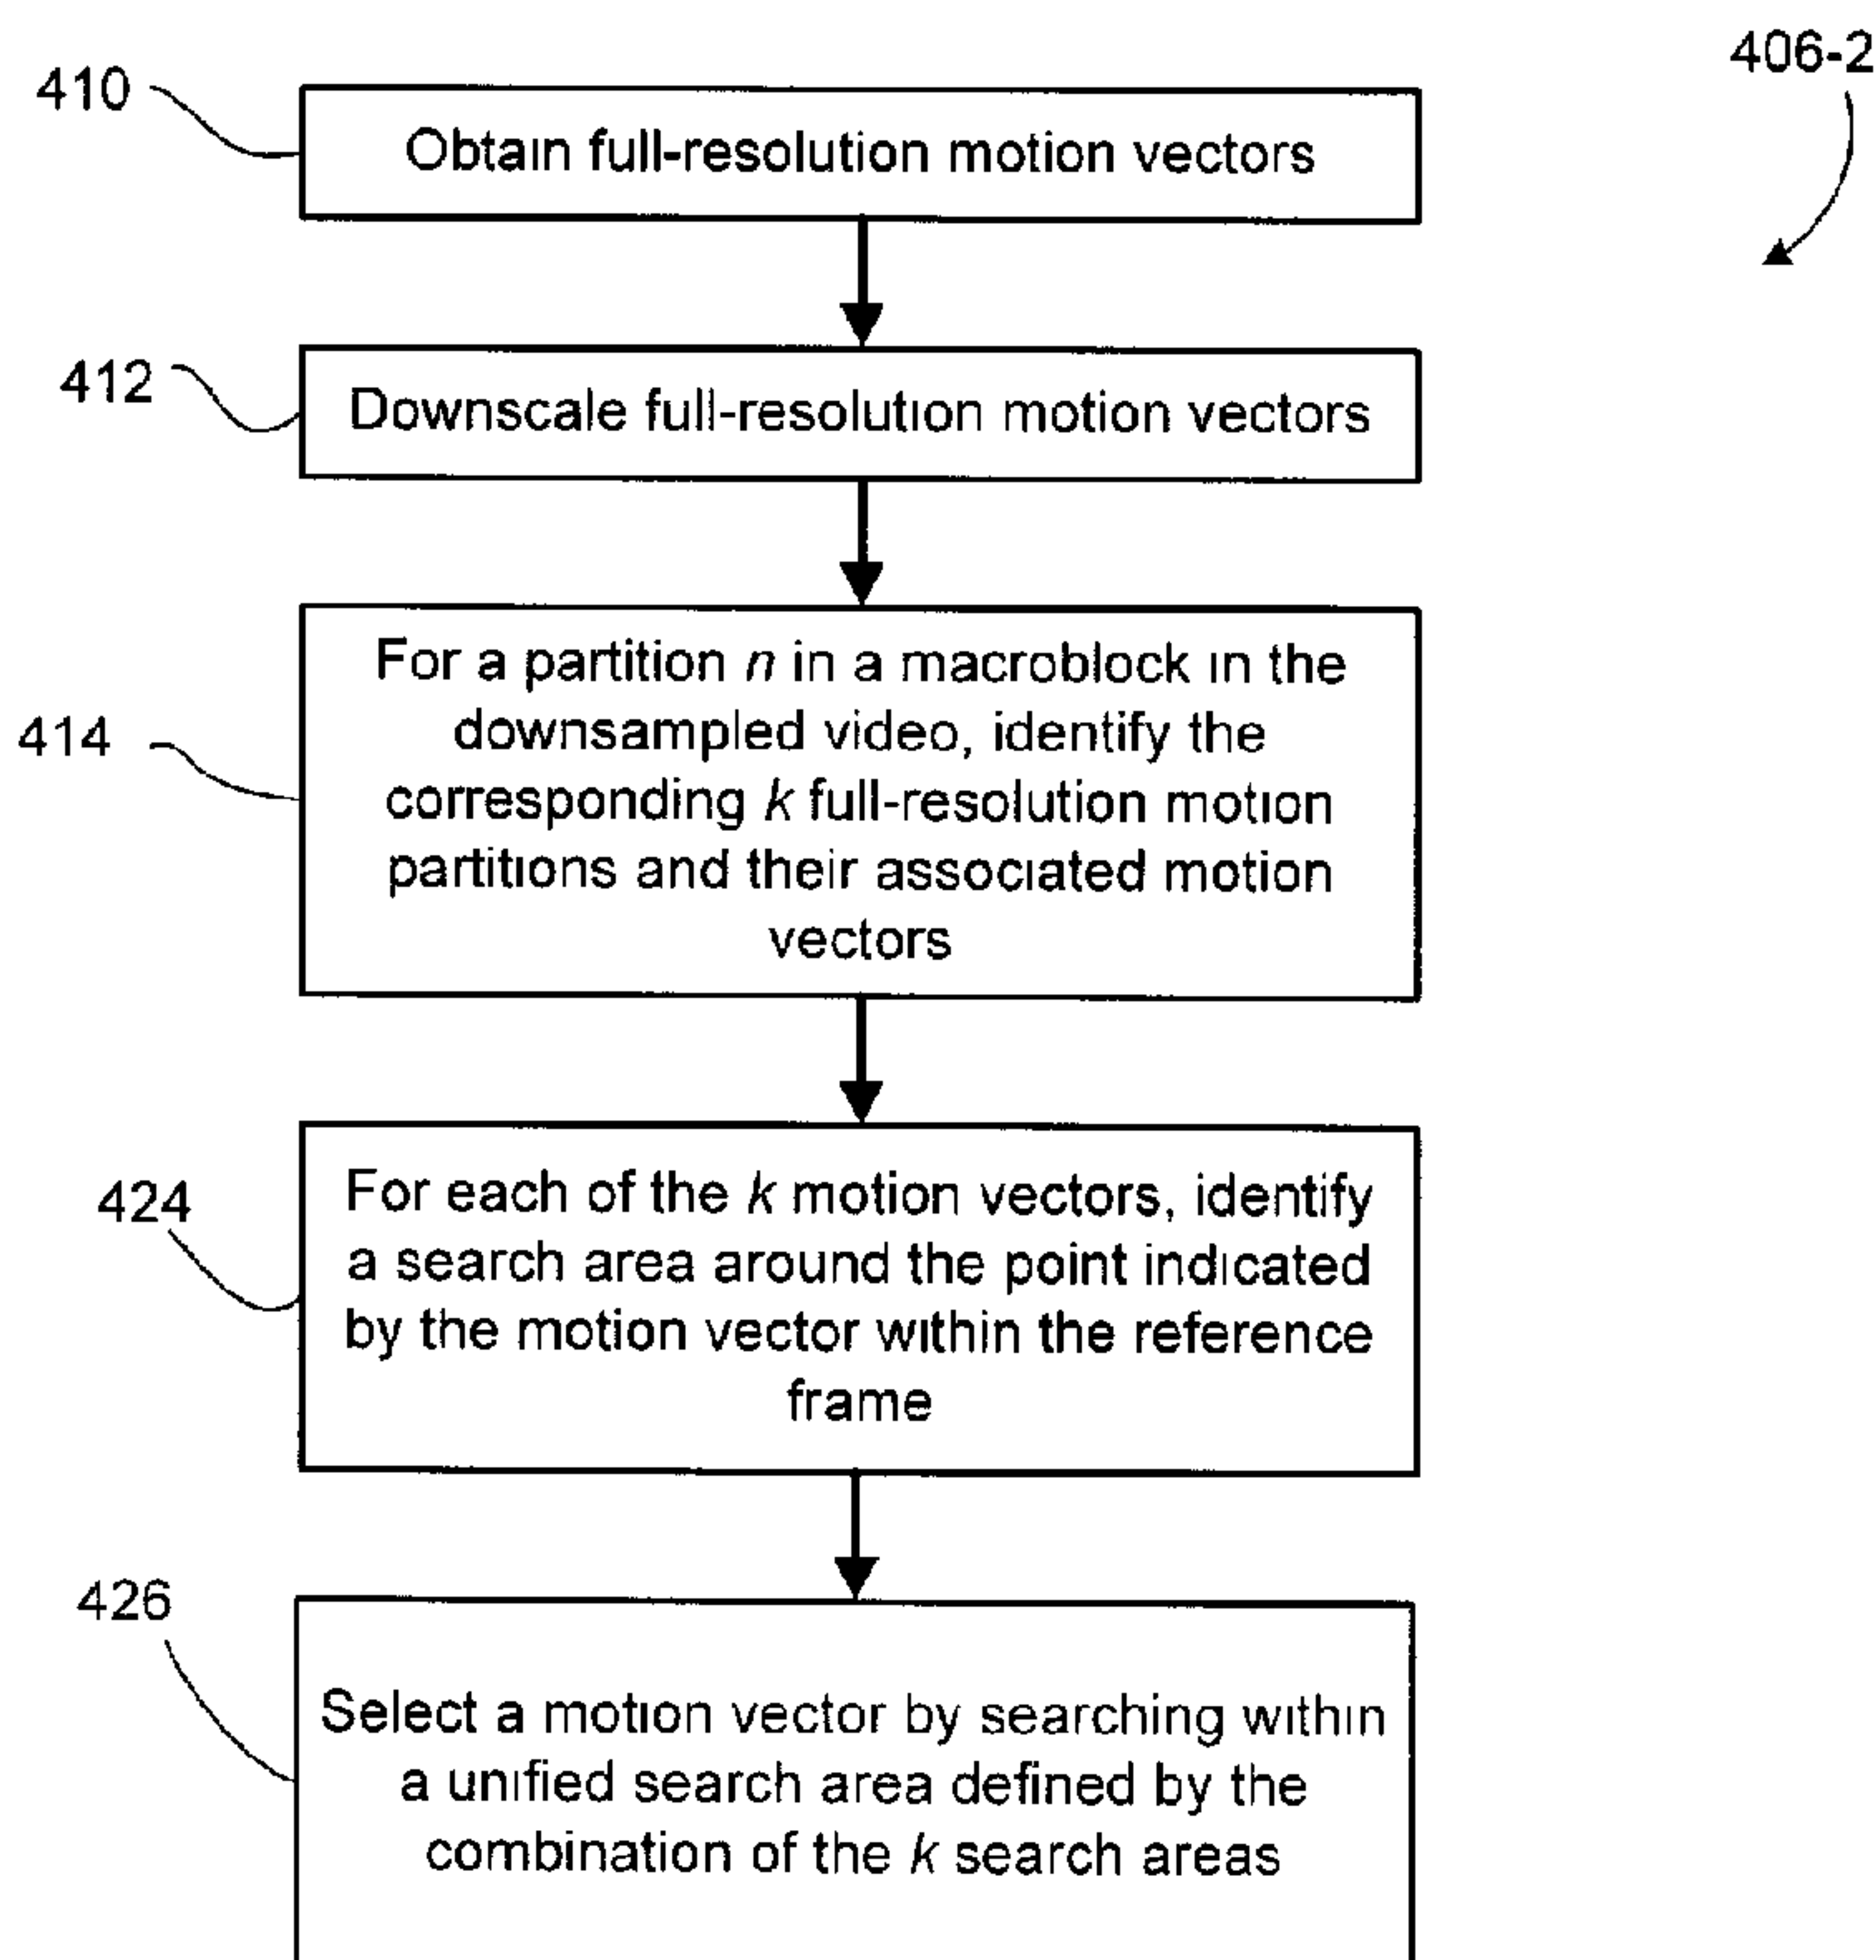 406-2
410
Obtain full-resolution motion vectors
412
Downscale full-resolution motion vectors
414
For a partition n in a macroblock in the
downsampled video, identify the
corresponding k full-resolution motion
partitions and their associated motion
vectors
424
For each of the k motion vectors, identify
a search area around the point indicated
by the motion vector within the reference
frame
426
Select a motion vector by searching within
a unified search area defined by the
combination of the k search areas